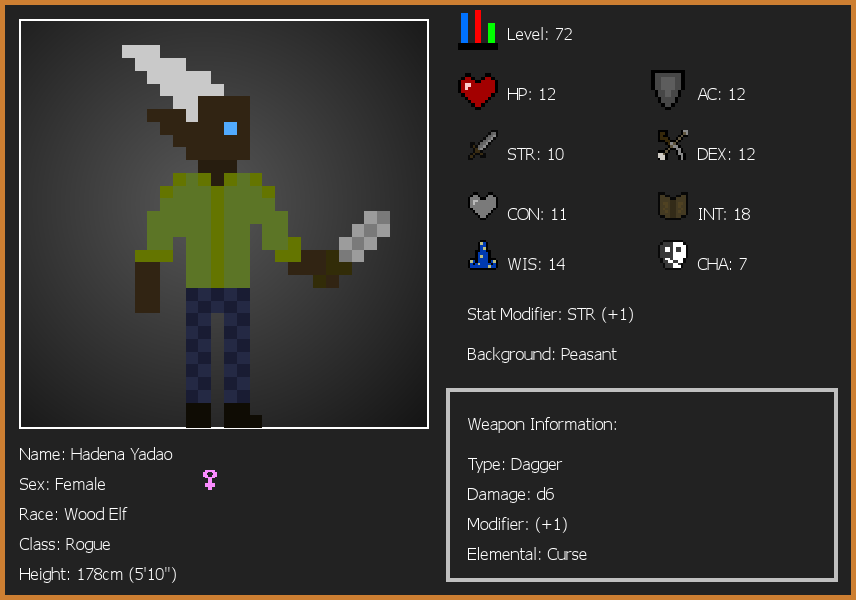 Level: 72
HP: 12
AC: 12
STR: 10
DEX: 12
CON: 11
INT: 18
WIS: 14
CHA: 7
Stat Modifier: STR (+1)
Background: Peasant
Weapon Information:
Type: Dagger
Damage: d6
Modifier: (+1)
Elemental: Curse
Name: Hadena Yadao
Sex: Female
Race: Wood Elf
Class: Rogue
Height: 178cm (5'10")